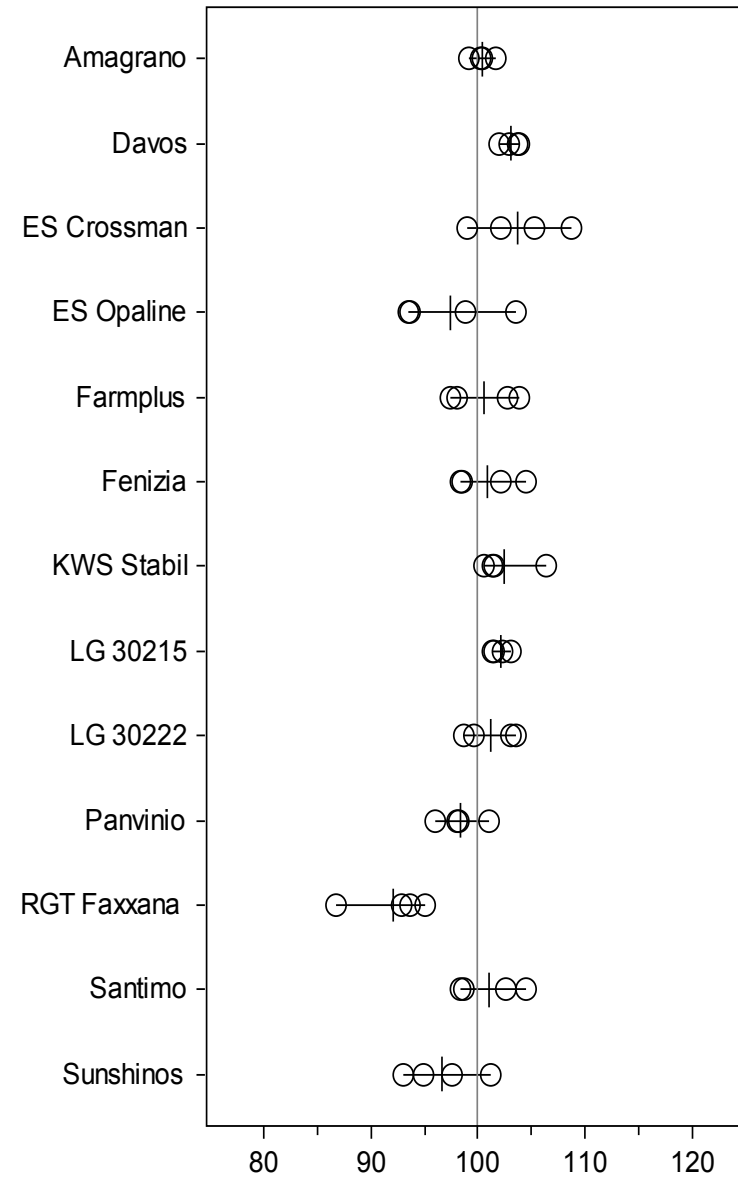 Amagrano
Davos
ES Crossman
ES Opaline
Farmplus
Fenizia
KWS Stabil
LG 30215
LG 30222
Panvinio
RGT Faxxana
Santimo
Sunshinos
80 90 100 110 120